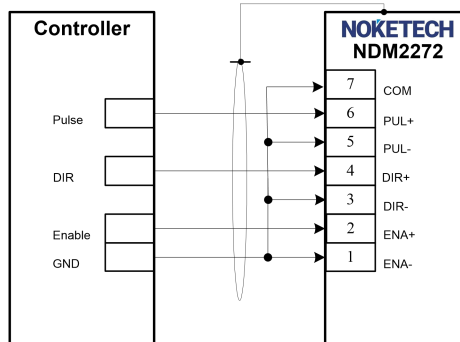 Controller
NOKETECH
NDM2272
7 COM
Pulse 6 PUL+
5 PUL-
DIR 4 DIR+
3 DIR-
Enable 2 ENA+
GND 1 ENA-